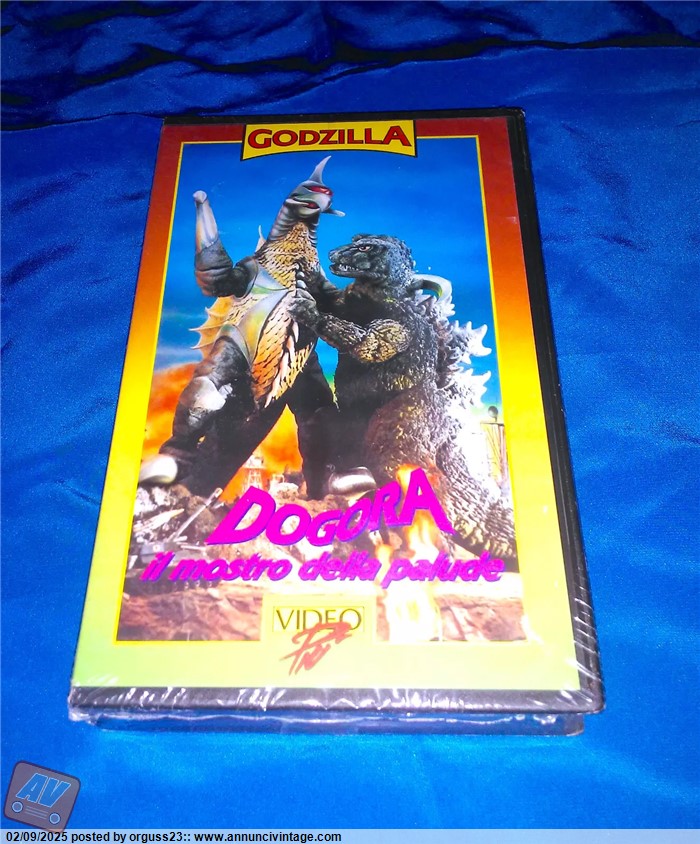 GODZILLA
DOGORA
il mostro della palude
VIDEO
AV
02/09/2025 posted by orguss23:: www.annuncivintage.com